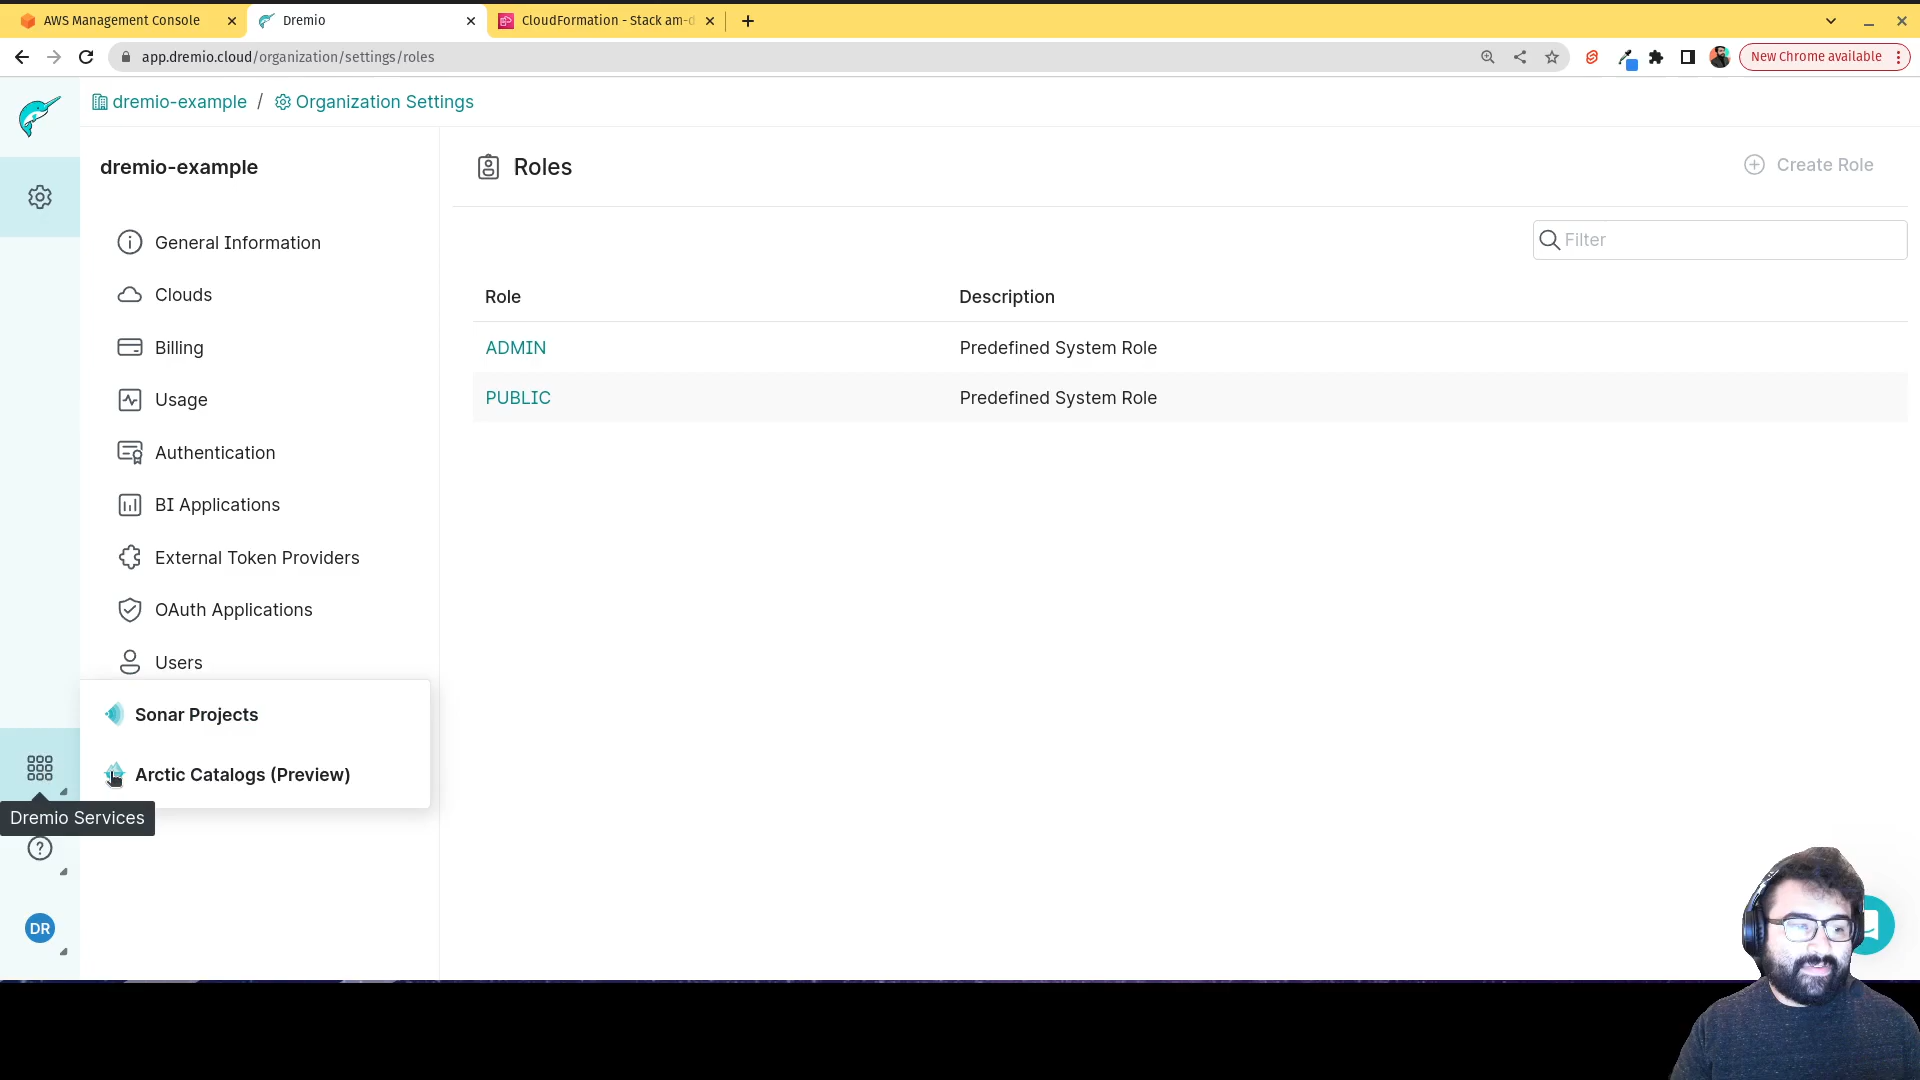 AWS Management Console
Dremio
CloudFormation - Stack am-d
app.dremio.cloud/organization/settings/roles
New Chrome available
dremio-example / Organization Settings
dremio-example
Roles
Create Role
General Information
Filter
Clouds
Role Description
Billing
ADMIN Predefined System Role
Usage
PUBLIC Predefined System Role
Authentication
BI Applications
External Token Providers
OAuth Applications
Users
Sonar Projects
Arctic Catalogs (Preview)
Dremio Services
?
DR